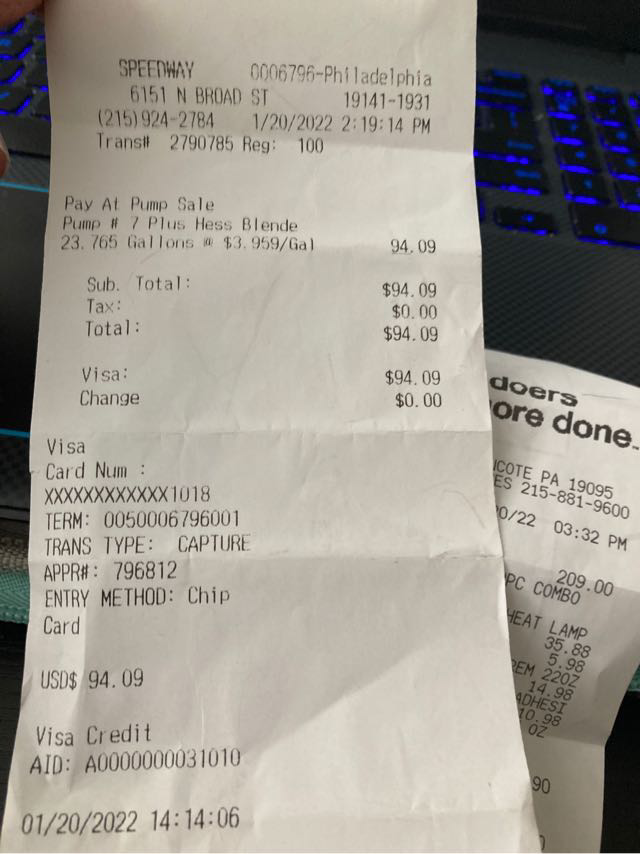 SPEEDWAY 0006796-Philadelphia
6151 N BROAD ST 19141-1931
(215)924-2784 1/20/2022 2:19:14 PM
Trans# 2790785 Reg: 100
Pay At Pump Sale
Pump # 7 Plus Hess Blende
23.765 Gallons @ $3.959/Gal 94.09
Sub. Total: $94.09
Tax: $0.00
Total: $94.09
Visa: $94.09
Change $0.00
Visa
Card Num :
XXXXXXXXXXXX1018
TERM: 0050006796001
TRANS TYPE: CAPTURE
APPR#: 796812
ENTRY METHOD: Chip
Card
USD$ 94.09
Visa Credit
AID: A0000000031010
01/20/2022 14:14:06
doers
ore done.
COTE PA 19095
ES 215-881-9600
0/22 03:32 PM
209.00
PC COMBO
HEAT LAMP
35.88
5.98
EM 22OZ
14.98
ADHESI
10.98
OZ
90